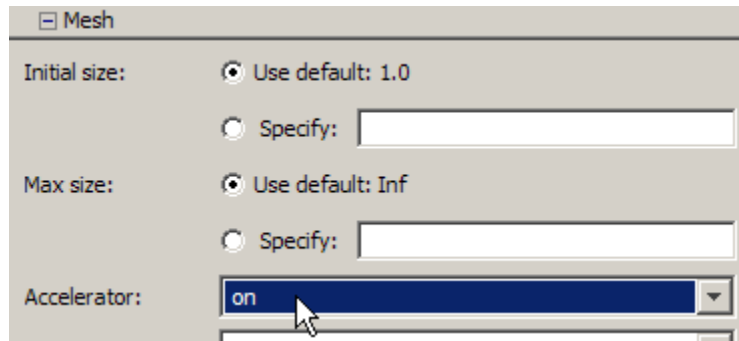 Mesh
Initial size: Use default: 1.0
Specify:
Max size: Use default: Inf
Specify:
Accelerator: on